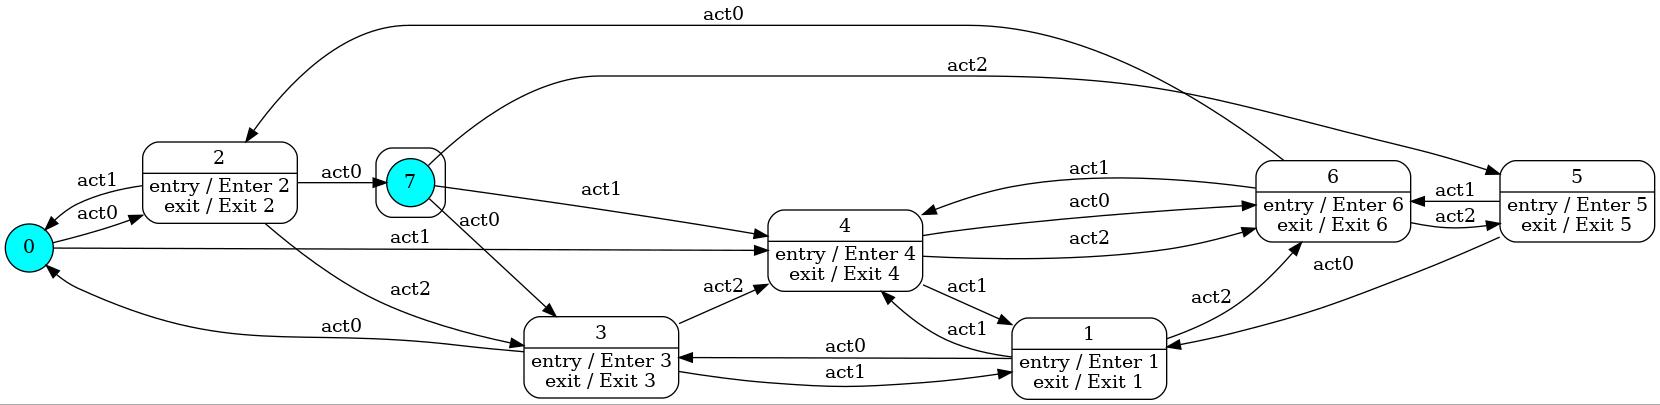 act0
act2
2
entry / Enter 2
exit / Exit 2
act1
act0
0
act0
7
act1
act0
act1
act2
act0
3
entry / Enter 3
exit / Exit 3
act2
4
entry / Enter 4
exit / Exit 4
act0
act1
act1
act1
1
entry / Enter 1
exit / Exit 1
act1
act0
act2
act2
act0
6
entry / Enter 6
exit / Exit 6
act1
act2
5
entry / Enter 5
exit / Exit 5